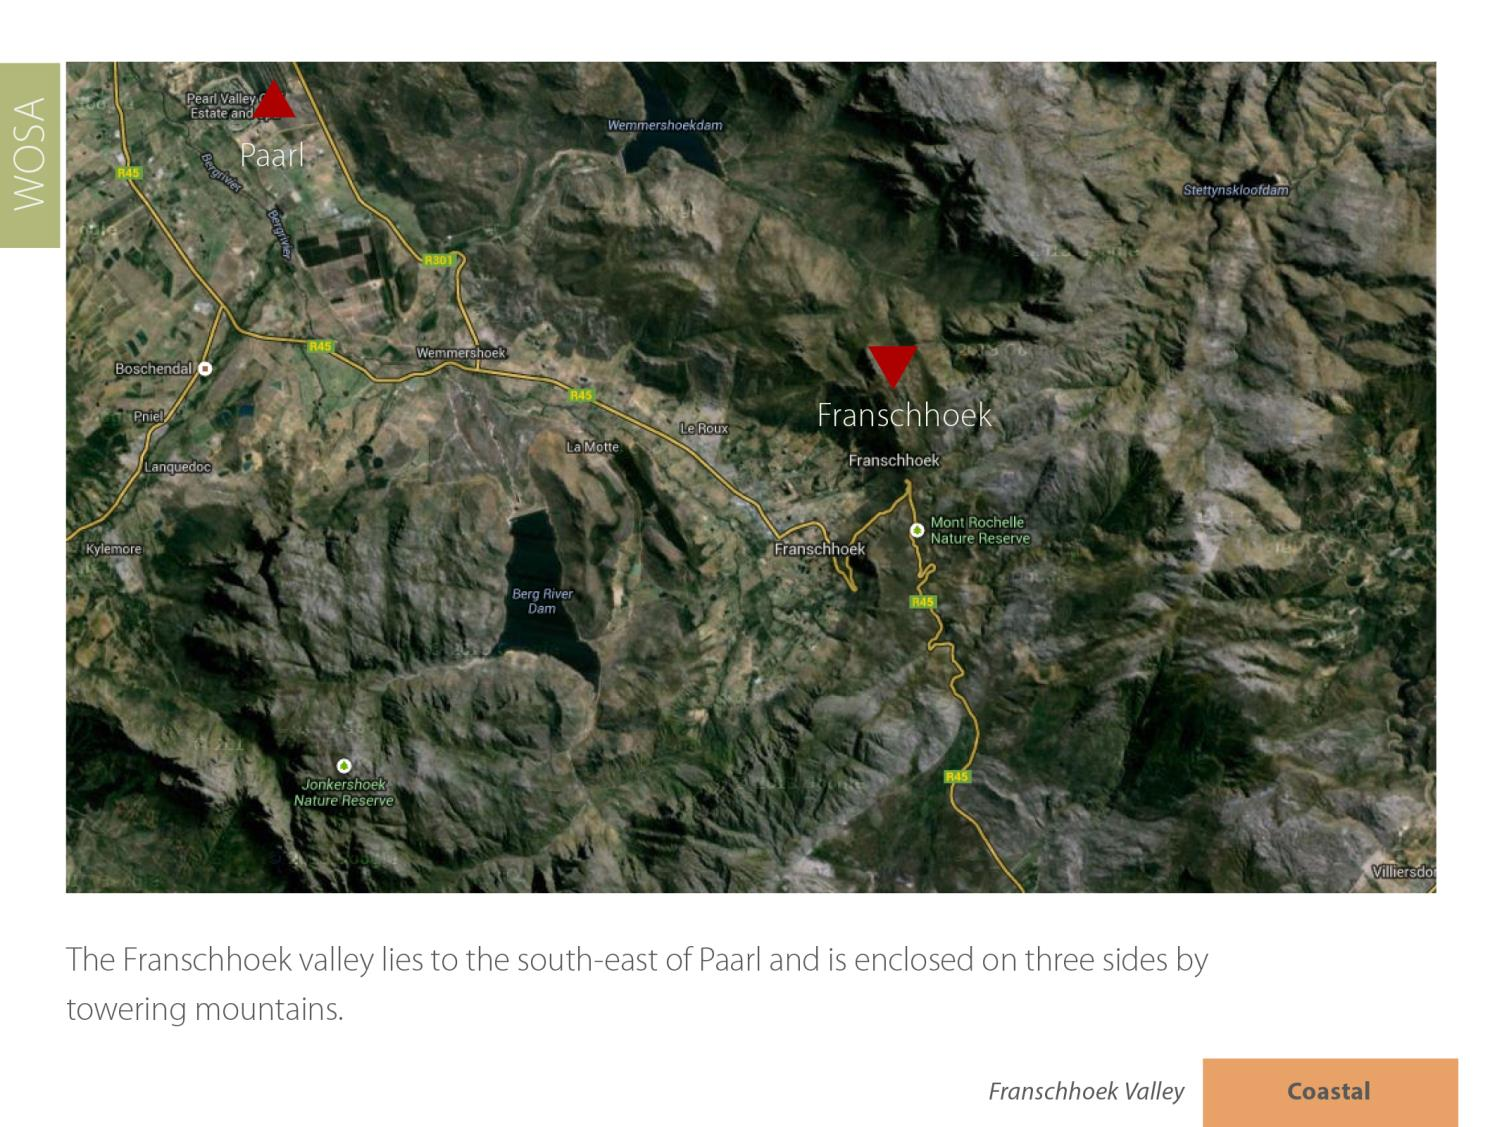 WOSA
Pearl Valley
Estate and
Paarl
Bergrivier
Bergrivier
Wemmershoekdam
Stettynskloofdam
R45
R301
R45
Wemmershoek
Boschendal
R45
Pniel
Le Roux
La Motte
Lanquedoc
Franschhoek
Franschhoek
Mont Rochelle
Nature Reserve
Kylemore
Franschhoek
Berg River
Dam
R45
R45
Jonkershoek
Nature Reserve
Villiersdor
The Franschhoek valley lies to the south-east of Paarl and is enclosed on three sides by
towering mountains.
Franschhoek Valley
Coastal